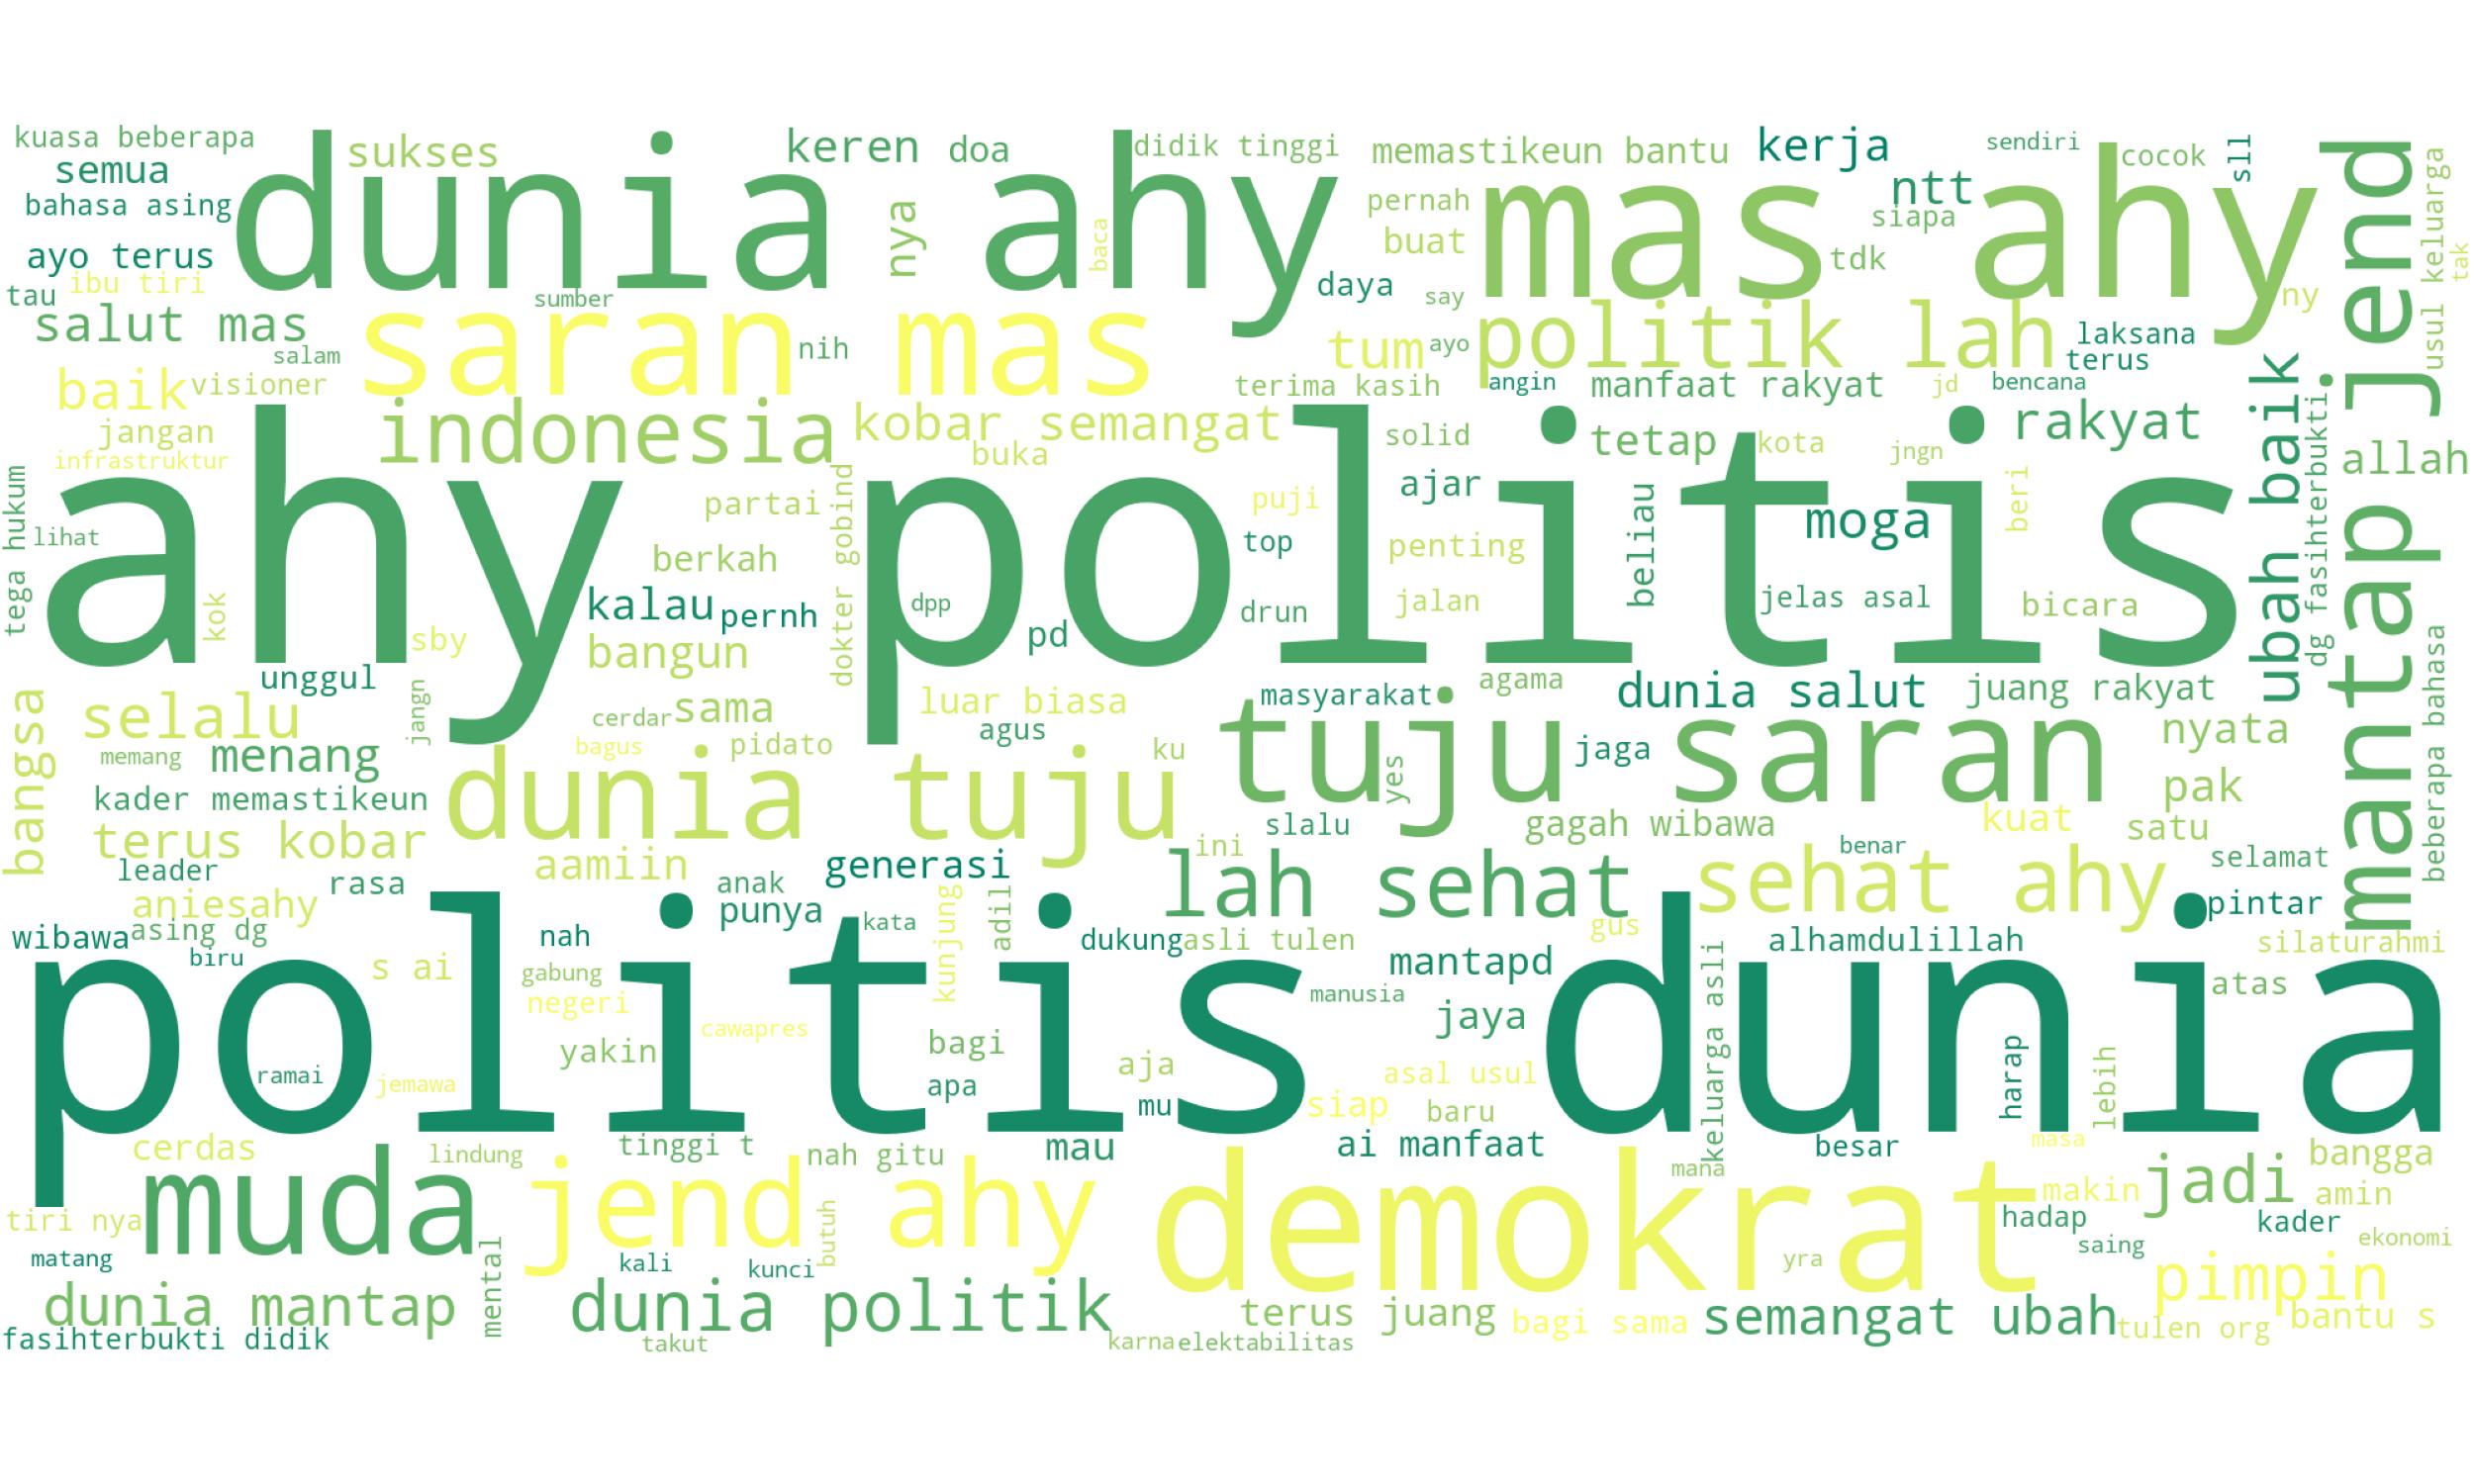 kuasa beberapa
sukses
keren
doa
didik tinggi
memastikeun bantu
kerja
sendiri
cocok
sll
semua
dunia ahy
mas ahy
mantap jend
bahasa asing
nya
baca
pernah
ntt
siapa
usul keluarga
tak
ayo terus
buat
tdk
ibu tiri
tau
sumber
daya
say
ny
salut mas
saran mas
nih
tum
ayo
politik lah
laksana
terus
salam
baik
visioner
terima kasih
angin
manfaat rakyat
jd
bencana
ubah baik
indonesia
kobar semangat
jangan
buka
solid
tetap
kota
jngn
rakyat
dg fasihterbukti
allah
infrastruktur
tega hukum
lihat
ahy politis
partai
dokter gobind
puji
ajar
beliau
moga
beri
berkah
top
penting
kok
kalau
pernh
dpp
drun
jalan
jelas asal
bicara
sby
bangun
pd
beberapa bahasa
unggul
jangn
bangsa
selalu
cerdar
sama
luar biasa
masyarakat
agama
dunia salut
juang rakyat
agus
memang
menang
bagus
pidato
ku
tuju saran
yes
jaga
nyata
kader memastikeun
dunia tuju
pak
terus kobar
slalu
gagah wibawa
kuat
satu
leader
rasa
aamiin
anak
generasi
ini
lah sehat
sehat ahy
benar
selamat
aniesahy
punya
kata
kunjung
adill
gus
pintar
wibawa
asing dg
nah
dukung
asli tulen
alhamdulillah
silaturahmi
biru
s ai
gabung
mantapd
keluarga asli
politis dunia
negeri
manusia
atas
cawapres
jaya
yakin
bagi
aja
harap
lebih
ramai
jemawa
apa
asal usul
mu
siap
baru
cerdas
lindung
tinggi t
nah gitu
mau
ai manfaat
besar
masa
bangga
muda
jend ahy
demokrat
mana
makin
jadi
amin
tiri nya
butuh
hadap
kader
matang
mental
kali
kunci
yra
saing
ekonomi
dunia mantap
dunia politik
terus juang
bagi sama
semangat ubah
pimpin
bantu s
fasihterbukti didik
takut
karna
elektabilitas
tulen org